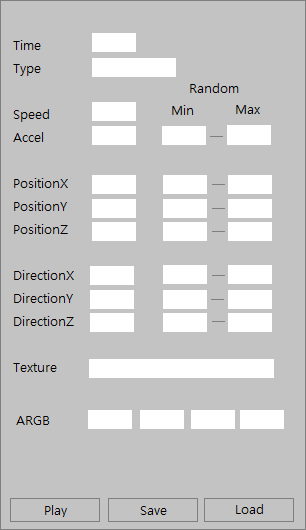 Time
Type
Random
Speed Min Max
Accel —
PositionX —
PositionY —
PositionZ —
DirectionX —
DirectionY —
DirectionZ —
Texture
ARGB
Play Save Load